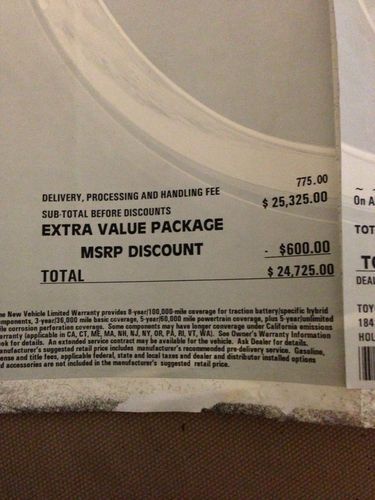 775.00
DELIVERY, PROCESSING AND HANDLING FEE
SUB-TOTAL BEFORE DISCOUNTS $ 25,325.00
EXTRA VALUE PACKAGE
MSRP DISCOUNT - $600.00
TOTAL $ 24,725.00
New Vehicle Limited Warranty provides 8-year/100,000-mile coverage for traction battery/specific hybrid
3-year/36,000 mile basic coverage, 5-year/60,000 mile powertrain coverage, plus 5-year/unlimited
corrosion perforation coverage. Some components may have longer coverage under California emissions
warranty (applicable in CA, CT, ME, MA, NH, NJ, NY, OR, PA, RI, VT, WA). See Owner's Warranty Information
for details. An extended service contract may be available for the vehicle. Ask Dealer for details.
suggested retail price includes manufacturer's recommended pre-delivery service. Gasoline,
and title fees, applicable federal, state and local taxes and dealer and distributor installed options
accessories are not included in the manufacturer's suggested retail price.
On A
TOT
DEAL
TOY
184
HOL